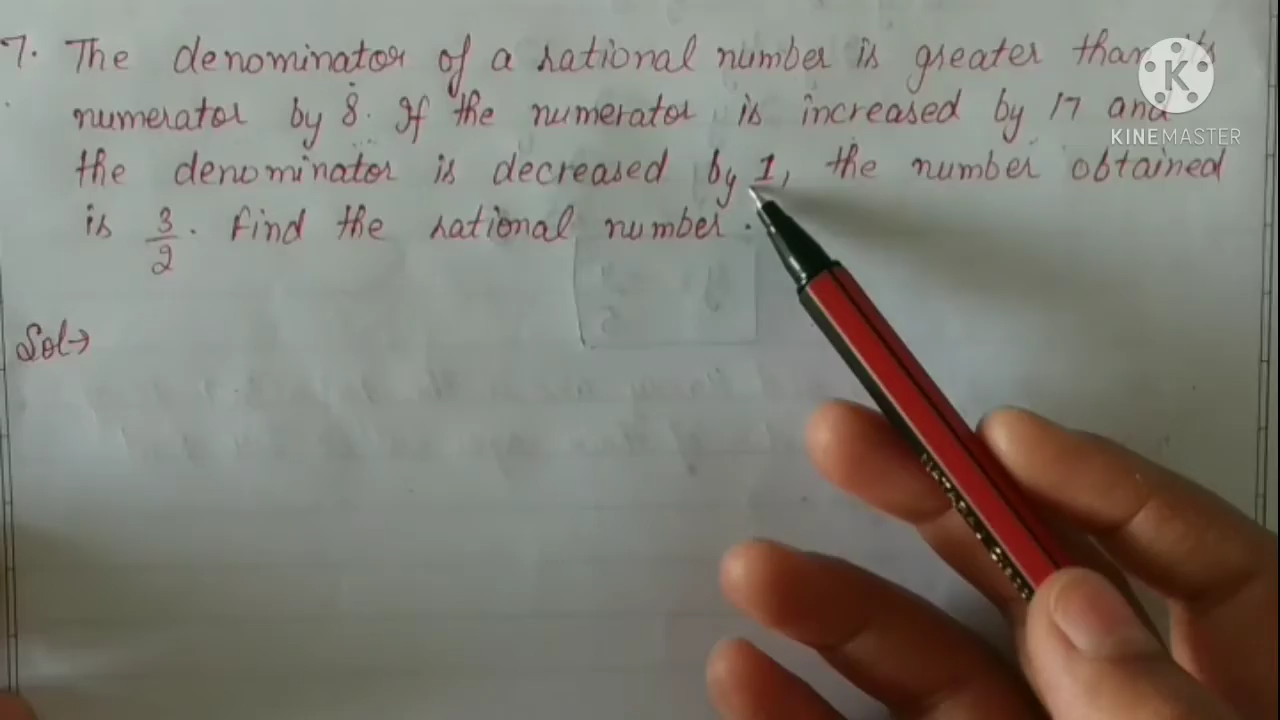 7. The denominator of a rational number is greater than its
numerator by 8. If the numerator is increased by 17 and
the denominator is decreased by 1, the number obtained
is 3/2. Find the rational number.
Sol→
K
KINEMASTER